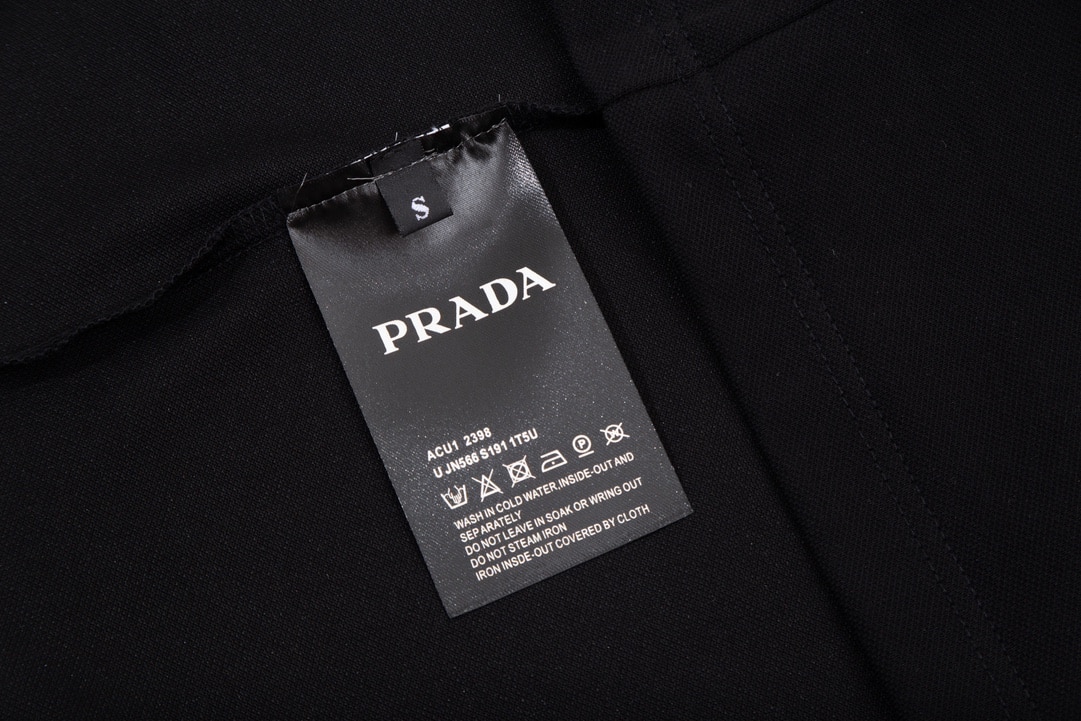 S
PRADA
ACU1 2398
U JN566 S191 1T5U
P
W
WASH IN COLD WATER.INSIDE-OUT AND
SEPARATELY
DO NOT LEAVE IN SOAK OR WRING OUT
DO NOT STEAM IRON
IRON INSDE-OUT COVERED BY CLOTH